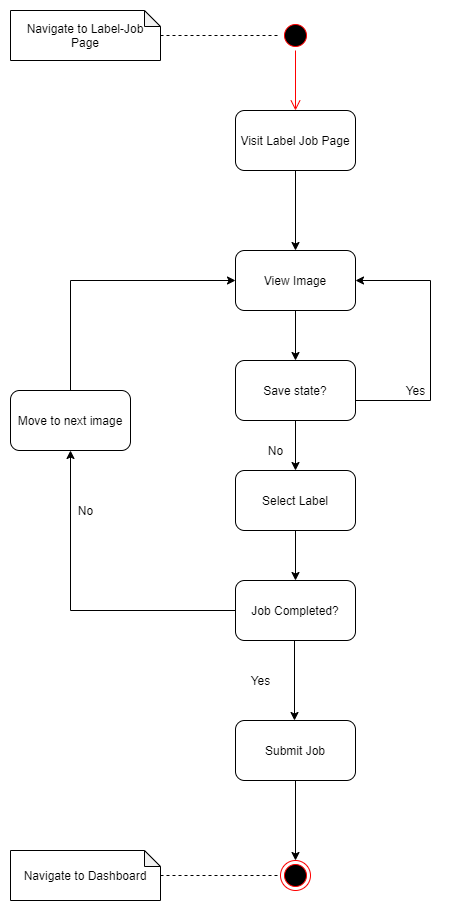 Navigate to Label-Job
Page
Visit Label Job Page
View Image
Save state?
Yes
Move to next image
No
Select Label
No
Job Completed?
Yes
Submit Job
Navigate to Dashboard